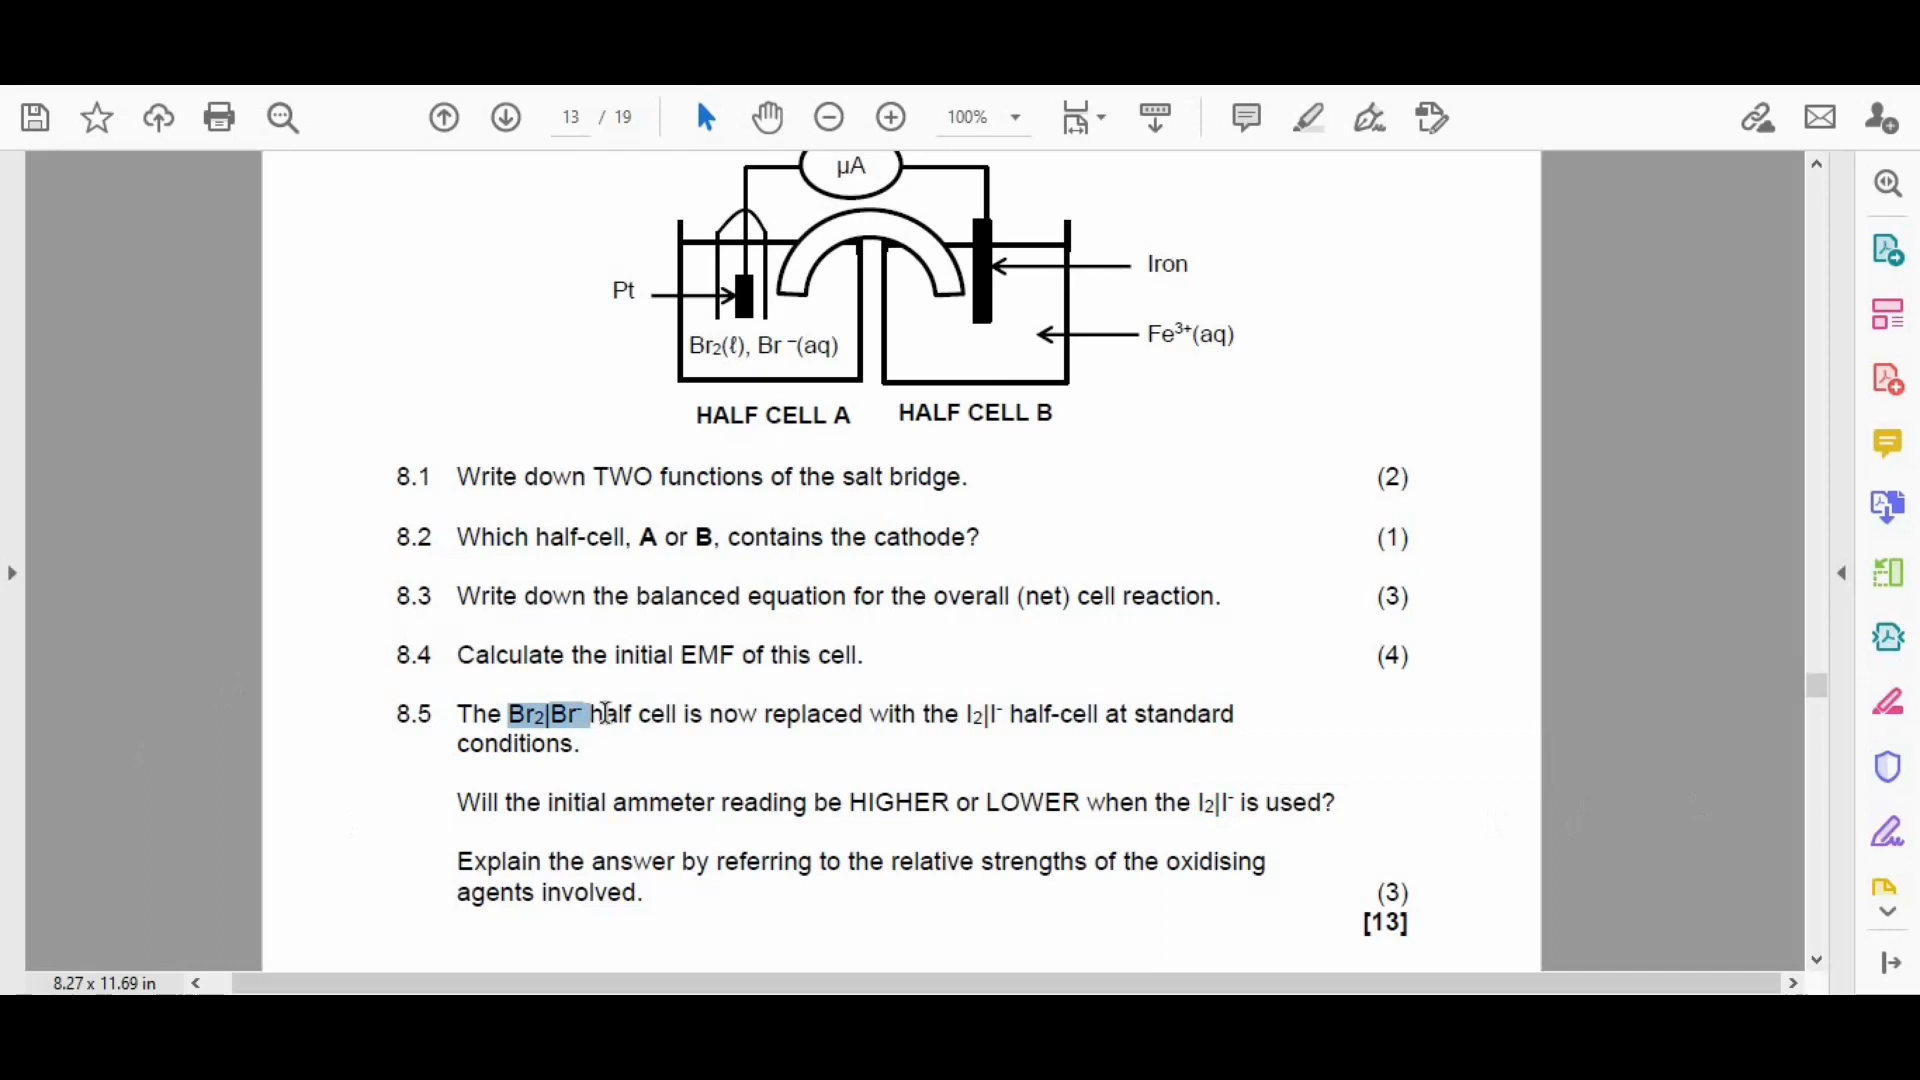 13 / 19
100%
μA
Iron
Pt
Fe³⁺(aq)
Br₂(ℓ), Br⁻(aq)
HALF CELL A
HALF CELL B
8.1 Write down TWO functions of the salt bridge. (2)
8.2 Which half-cell, A or B, contains the cathode? (1)
8.3 Write down the balanced equation for the overall (net) cell reaction. (3)
8.4 Calculate the initial EMF of this cell. (4)
8.5 The Br₂|Br⁻ half cell is now replaced with the I₂|I⁻ half-cell at standard
conditions.
Will the initial ammeter reading be HIGHER or LOWER when the I₂|I⁻ is used?
Explain the answer by referring to the relative strengths of the oxidising
agents involved. (3)
[13]
8.27 x 11.69 in